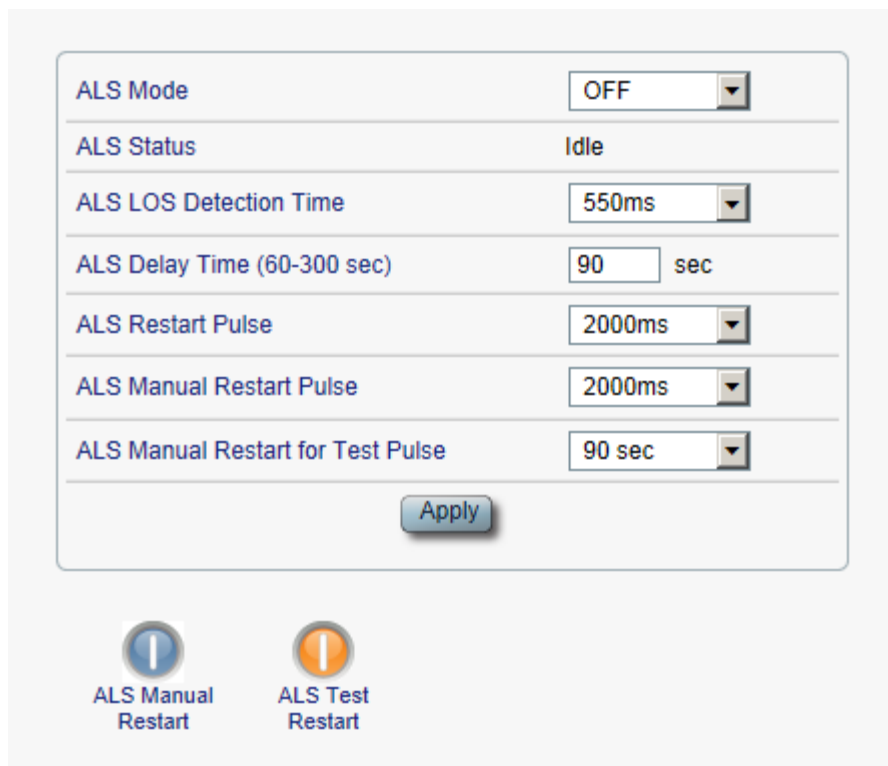 ALS Mode OFF
ALS Status Idle
ALS LOS Detection Time 550ms
ALS Delay Time (60-300 sec) 90 sec
ALS Restart Pulse 2000ms
ALS Manual Restart Pulse 2000ms
ALS Manual Restart for Test Pulse 90 sec
Apply
ALS Manual
Restart
ALS Test
Restart